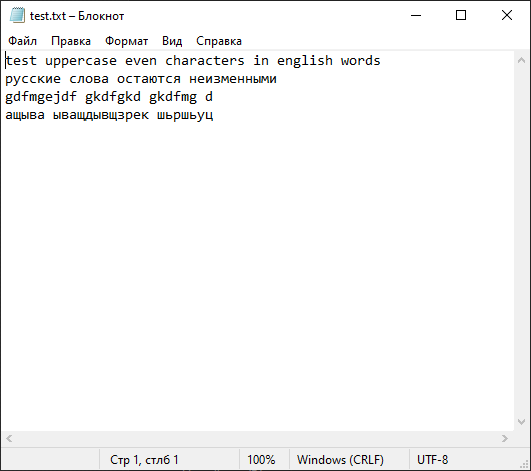 test.txt – Блокнот
Файл Правка Формат Вид Справка
test uppercase even characters in english words
русские слова остаются неизменными
gdfmgejdf gkdfgkd gkdfmg d
ащыва ыващдывщзрек шьршьуц
Стр 1, стлб 1 100% Windows (CRLF) UTF-8